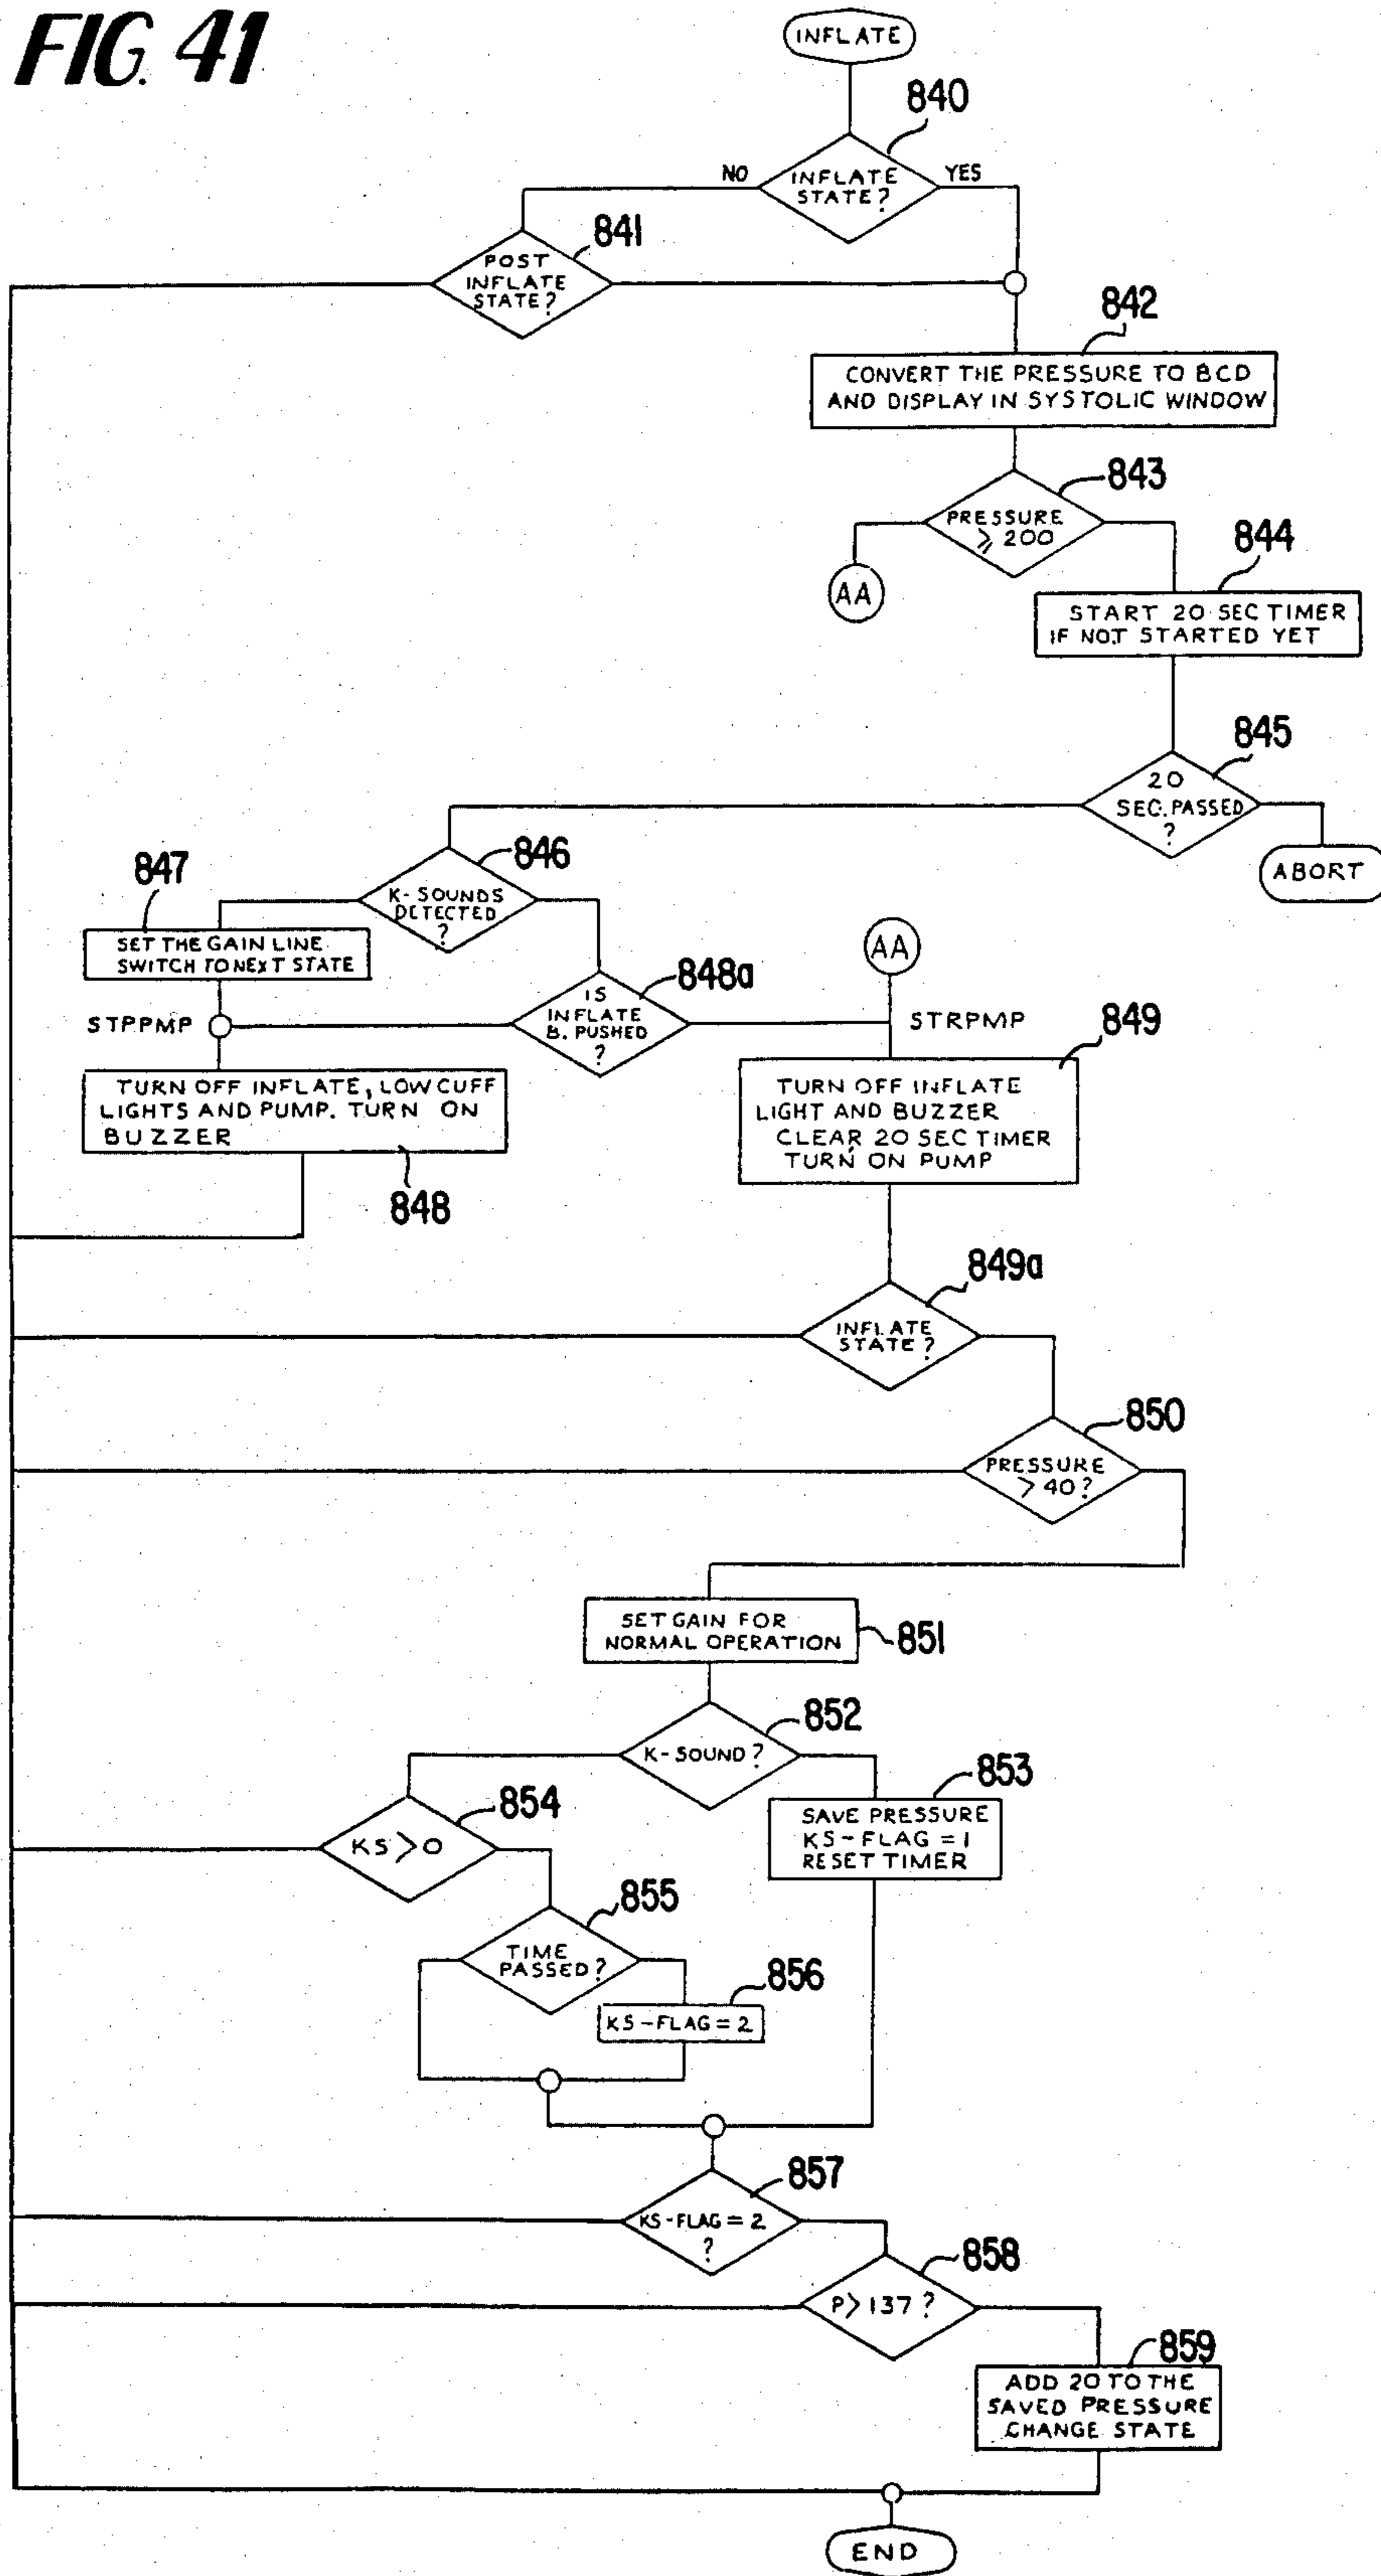 FIG. 41
INFLATE
840
NO
INFLATE
STATE?
YES
841
POST
INFLATE
STATE?
842
CONVERT THE PRESSURE TO BCD
AND DISPLAY IN SYSTOLIC WINDOW
843
PRESSURE
≥ 200
844
AA
START 20 SEC TIMER
IF NOT STARTED YET
845
20
SEC. PASSED
?
ABORT
846
847
K-SOUNDS
DETECTED
?
SET THE GAIN LINE
SWITCH TO NEXT STATE
AA
848a
IS
INFLATE
B. PUSHED
?
STPPMP
STRPMP
849
TURN OFF INFLATE, LOW CUFF
LIGHTS AND PUMP. TURN ON
BUZZER
848
TURN OFF INFLATE
LIGHT AND BUZZER
CLEAR 20 SEC TIMER
TURN ON PUMP
849a
INFLATE
STATE?
850
PRESSURE
> 40?
SET GAIN FOR
NORMAL OPERATION
851
852
K-SOUND?
853
SAVE PRESSURE
KS-FLAG = 1
RESET TIMER
854
KS > 0
855
TIME
PASSED?
856
KS-FLAG = 2
857
KS-FLAG = 2
?
858
P > 137 ?
859
ADD 20 TO THE
SAVED PRESSURE
CHANGE STATE
END